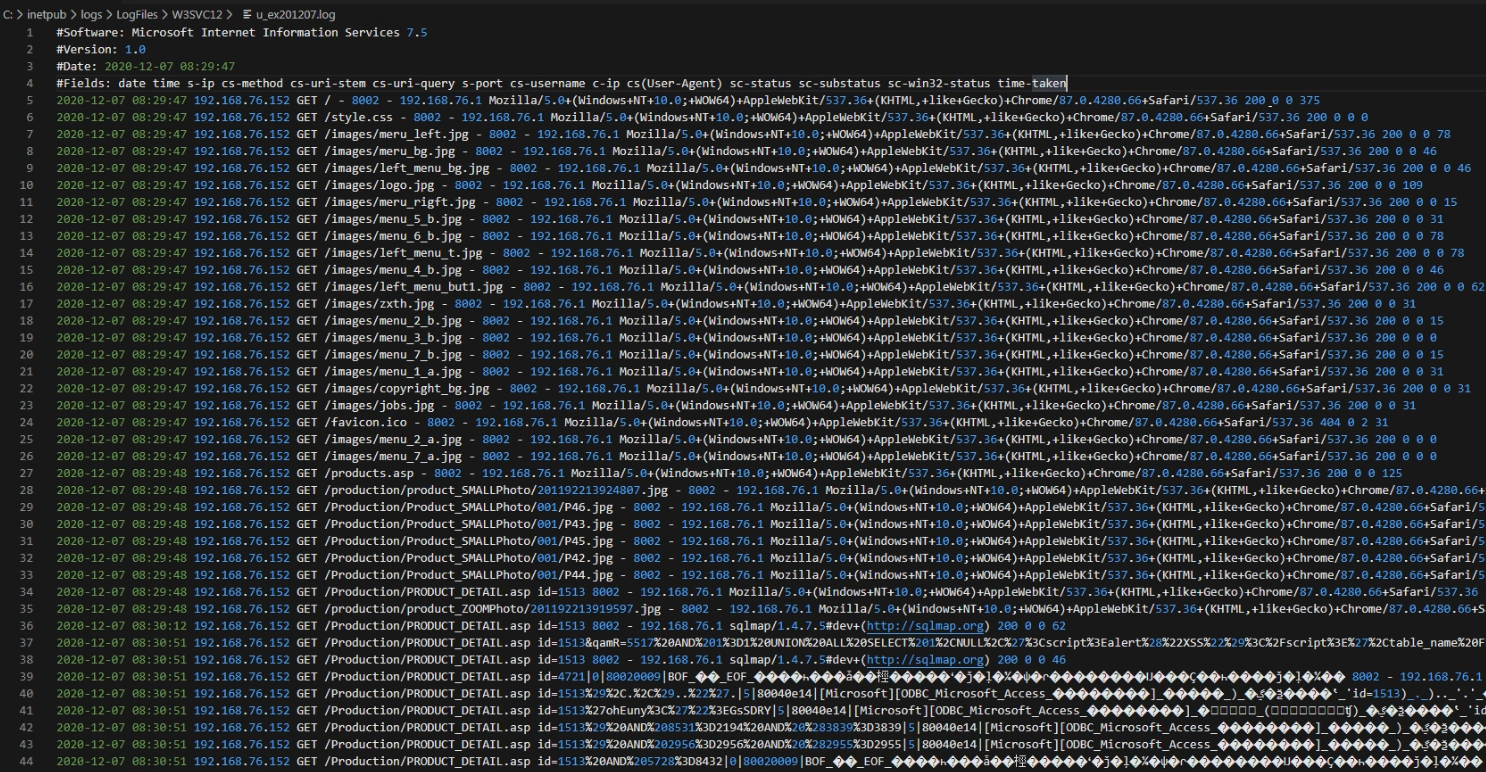 C: > inetpub > logs > LogFiles > W3SVC12 > u_ex201207.log
1 #Software: Microsoft Internet Information Services 7.5
2 #Version: 1.0
3 #Date: 2020-12-07 08:29:47
4 #Fields: date time s-ip cs-method cs-uri-stem cs-uri-query s-port cs-username c-ip cs(User-Agent) sc-status sc-substatus sc-win32-status time-taken
5 2020-12-07 08:29:47 192.168.76.152 GET / - 8002 - 192.168.76.1 Mozilla/5.0+(Windows+NT+10.0;+WOW64)+AppleWebKit/537.36+(KHTML,+like+Gecko)+Chrome/87.0.4280.66+Safari/537.36 200 0 0 375
6 2020-12-07 08:29:47 192.168.76.152 GET /style.css - 8002 - 192.168.76.1 Mozilla/5.0+(Windows+NT+10.0;+WOW64)+AppleWebKit/537.36+(KHTML,+like+Gecko)+Chrome/87.0.4280.66+Safari/537.36 200 0 0 0
7 2020-12-07 08:29:47 192.168.76.152 GET /images/meru_left.jpg - 8002 - 192.168.76.1 Mozilla/5.0+(Windows+NT+10.0;+WOW64)+AppleWebKit/537.36+(KHTML,+like+Gecko)+Chrome/87.0.4280.66+Safari/537.36 200 0 0 78
8 2020-12-07 08:29:47 192.168.76.152 GET /images/meru_bg.jpg - 8002 - 192.168.76.1 Mozilla/5.0+(Windows+NT+10.0;+WOW64)+AppleWebKit/537.36+(KHTML,+like+Gecko)+Chrome/87.0.4280.66+Safari/537.36 200 0 0 46
9 2020-12-07 08:29:47 192.168.76.152 GET /images/left_menu_bg.jpg - 8002 - 192.168.76.1 Mozilla/5.0+(Windows+NT+10.0;+WOW64)+AppleWebKit/537.36+(KHTML,+like+Gecko)+Chrome/87.0.4280.66+Safari/537.36 200 0 0 46
10 2020-12-07 08:29:47 192.168.76.152 GET /images/logo.jpg - 8002 - 192.168.76.1 Mozilla/5.0+(Windows+NT+10.0;+WOW64)+AppleWebKit/537.36+(KHTML,+like+Gecko)+Chrome/87.0.4280.66+Safari/537.36 200 0 0 109
11 2020-12-07 08:29:47 192.168.76.152 GET /images/meru_rigft.jpg - 8002 - 192.168.76.1 Mozilla/5.0+(Windows+NT+10.0;+WOW64)+AppleWebKit/537.36+(KHTML,+like+Gecko)+Chrome/87.0.4280.66+Safari/537.36 200 0 0 15
12 2020-12-07 08:29:47 192.168.76.152 GET /images/menu_5_b.jpg - 8002 - 192.168.76.1 Mozilla/5.0+(Windows+NT+10.0;+WOW64)+AppleWebKit/537.36+(KHTML,+like+Gecko)+Chrome/87.0.4280.66+Safari/537.36 200 0 0 31
13 2020-12-07 08:29:47 192.168.76.152 GET /images/menu_6_b.jpg - 8002 - 192.168.76.1 Mozilla/5.0+(Windows+NT+10.0;+WOW64)+AppleWebKit/537.36+(KHTML,+like+Gecko)+Chrome/87.0.4280.66+Safari/537.36 200 0 0 78
14 2020-12-07 08:29:47 192.168.76.152 GET /images/left_menu_t.jpg - 8002 - 192.168.76.1 Mozilla/5.0+(Windows+NT+10.0;+WOW64)+AppleWebKit/537.36+(KHTML,+like+Gecko)+Chrome/87.0.4280.66+Safari/537.36 200 0 0 78
15 2020-12-07 08:29:47 192.168.76.152 GET /images/menu_4_b.jpg - 8002 - 192.168.76.1 Mozilla/5.0+(Windows+NT+10.0;+WOW64)+AppleWebKit/537.36+(KHTML,+like+Gecko)+Chrome/87.0.4280.66+Safari/537.36 200 0 0 46
16 2020-12-07 08:29:47 192.168.76.152 GET /images/left_menu_but1.jpg - 8002 - 192.168.76.1 Mozilla/5.0+(Windows+NT+10.0;+WOW64)+AppleWebKit/537.36+(KHTML,+like+Gecko)+Chrome/87.0.4280.66+Safari/537.36 200 0 0 62
17 2020-12-07 08:29:47 192.168.76.152 GET /images/zxth.jpg - 8002 - 192.168.76.1 Mozilla/5.0+(Windows+NT+10.0;+WOW64)+AppleWebKit/537.36+(KHTML,+like+Gecko)+Chrome/87.0.4280.66+Safari/537.36 200 0 0 31
18 2020-12-07 08:29:47 192.168.76.152 GET /images/menu_2_b.jpg - 8002 - 192.168.76.1 Mozilla/5.0+(Windows+NT+10.0;+WOW64)+AppleWebKit/537.36+(KHTML,+like+Gecko)+Chrome/87.0.4280.66+Safari/537.36 200 0 0 15
19 2020-12-07 08:29:47 192.168.76.152 GET /images/menu_3_b.jpg - 8002 - 192.168.76.1 Mozilla/5.0+(Windows+NT+10.0;+WOW64)+AppleWebKit/537.36+(KHTML,+like+Gecko)+Chrome/87.0.4280.66+Safari/537.36 200 0 0 0
20 2020-12-07 08:29:47 192.168.76.152 GET /images/menu_7_b.jpg - 8002 - 192.168.76.1 Mozilla/5.0+(Windows+NT+10.0;+WOW64)+AppleWebKit/537.36+(KHTML,+like+Gecko)+Chrome/87.0.4280.66+Safari/537.36 200 0 0 15
21 2020-12-07 08:29:47 192.168.76.152 GET /images/menu_1_a.jpg - 8002 - 192.168.76.1 Mozilla/5.0+(Windows+NT+10.0;+WOW64)+AppleWebKit/537.36+(KHTML,+like+Gecko)+Chrome/87.0.4280.66+Safari/537.36 200 0 0 31
22 2020-12-07 08:29:47 192.168.76.152 GET /images/copyright_bg.jpg - 8002 - 192.168.76.1 Mozilla/5.0+(Windows+NT+10.0;+WOW64)+AppleWebKit/537.36+(KHTML,+like+Gecko)+Chrome/87.0.4280.66+Safari/537.36 200 0 0 31
23 2020-12-07 08:29:47 192.168.76.152 GET /images/jobs.jpg - 8002 - 192.168.76.1 Mozilla/5.0+(Windows+NT+10.0;+WOW64)+AppleWebKit/537.36+(KHTML,+like+Gecko)+Chrome/87.0.4280.66+Safari/537.36 200 0 0 31
24 2020-12-07 08:29:47 192.168.76.152 GET /favicon.ico - 8002 - 192.168.76.1 Mozilla/5.0+(Windows+NT+10.0;+WOW64)+AppleWebKit/537.36+(KHTML,+like+Gecko)+Chrome/87.0.4280.66+Safari/537.36 404 0 2 31
25 2020-12-07 08:29:47 192.168.76.152 GET /images/menu_2_a.jpg - 8002 - 192.168.76.1 Mozilla/5.0+(Windows+NT+10.0;+WOW64)+AppleWebKit/537.36+(KHTML,+like+Gecko)+Chrome/87.0.4280.66+Safari/537.36 200 0 0 0
26 2020-12-07 08:29:47 192.168.76.152 GET /images/menu_7_a.jpg - 8002 - 192.168.76.1 Mozilla/5.0+(Windows+NT+10.0;+WOW64)+AppleWebKit/537.36+(KHTML,+like+Gecko)+Chrome/87.0.4280.66+Safari/537.36 200 0 0 0
27 2020-12-07 08:29:48 192.168.76.152 GET /products.asp - 8002 - 192.168.76.1 Mozilla/5.0+(Windows+NT+10.0;+WOW64)+AppleWebKit/537.36+(KHTML,+like+Gecko)+Chrome/87.0.4280.66+Safari/537.36 200 0 0 125
28 2020-12-07 08:29:48 192.168.76.152 GET /production/product_SMALLPhoto/201192213924807.jpg - 8002 - 192.168.76.1 Mozilla/5.0+(Windows+NT+10.0;+WOW64)+AppleWebKit/537.36+(KHTML,+like+Gecko)+Chrome/87.0.4280.66+
29 2020-12-07 08:29:48 192.168.76.152 GET /Production/Product_SMALLPhoto/001/P46.jpg - 8002 - 192.168.76.1 Mozilla/5.0+(Windows+NT+10.0;+WOW64)+AppleWebKit/537.36+(KHTML,+like+Gecko)+Chrome/87.0.4280.66+Safari/5
30 2020-12-07 08:29:48 192.168.76.152 GET /Production/Product_SMALLPhoto/001/P43.jpg - 8002 - 192.168.76.1 Mozilla/5.0+(Windows+NT+10.0;+WOW64)+AppleWebKit/537.36+(KHTML,+like+Gecko)+Chrome/87.0.4280.66+Safari/5
31 2020-12-07 08:29:48 192.168.76.152 GET /Production/Product_SMALLPhoto/001/P45.jpg - 8002 - 192.168.76.1 Mozilla/5.0+(Windows+NT+10.0;+WOW64)+AppleWebKit/537.36+(KHTML,+like+Gecko)+Chrome/87.0.4280.66+Safari/5
32 2020-12-07 08:29:48 192.168.76.152 GET /Production/Product_SMALLPhoto/001/P42.jpg - 8002 - 192.168.76.1 Mozilla/5.0+(Windows+NT+10.0;+WOW64)+AppleWebKit/537.36+(KHTML,+like+Gecko)+Chrome/87.0.4280.66+Safari/5
33 2020-12-07 08:29:48 192.168.76.152 GET /Production/Product_SMALLPhoto/001/P44.jpg - 8002 - 192.168.76.1 Mozilla/5.0+(Windows+NT+10.0;+WOW64)+AppleWebKit/537.36+(KHTML,+like+Gecko)+Chrome/87.0.4280.66+Safari/5
34 2020-12-07 08:29:48 192.168.76.152 GET /Production/PRODUCT_DETAIL.asp id=1513 8002 - 192.168.76.1 Mozilla/5.0+(Windows+NT+10.0;+WOW64)+AppleWebKit/537.36+(KHTML,+like+Gecko)+Chrome/87.0.4280.66+Safari/537.36
35 2020-12-07 08:29:48 192.168.76.152 GET /production/product_ZOOMPhoto/201192213919597.jpg - 8002 - 192.168.76.1 Mozilla/5.0+(Windows+NT+10.0;+WOW64)+AppleWebKit/537.36+(KHTML,+like+Gecko)+Chrome/87.0.4280.66+S
36 2020-12-07 08:30:12 192.168.76.152 GET /Production/PRODUCT_DETAIL.asp id=1513 8002 - 192.168.76.1 sqlmap/1.4.7.5#dev+(http://sqlmap.org) 200 0 0 62
37 2020-12-07 08:30:51 192.168.76.152 GET /Production/PRODUCT_DETAIL.asp id=1513&qamR=5517%20AND%201%3D1%20UNION%20ALL%20SELECT%201%2CNULL%2C%27%3Cscript%3Ealert%28%22XSS%22%29%3C%2Fscript%3E%27%2Ctable_name%20F
38 2020-12-07 08:30:51 192.168.76.152 GET /Production/PRODUCT_DETAIL.asp id=1513 8002 - 192.168.76.1 sqlmap/1.4.7.5#dev+(http://sqlmap.org) 200 0 0 46
39 2020-12-07 08:30:51 192.168.76.152 GET /Production/PRODUCT_DETAIL.asp id=4721|0|80020009|BOF_ 8002 - 192.168.76.1
40 2020-12-07 08:30:51 192.168.76.152 GET /Production/PRODUCT_DETAIL.asp id=1513%29%2C.%2C%29..%22%27.|5|80040e14|[Microsoft][ODBC_Microsoft_Access_
41 2020-12-07 08:30:51 192.168.76.152 GET /Production/PRODUCT_DETAIL.asp id=1513%27ohEuny%3C%27%22%3EGsSDRY|5|80040e14|[Microsoft][ODBC_Microsoft_Access_
42 2020-12-07 08:30:51 192.168.76.152 GET /Production/PRODUCT_DETAIL.asp id=1513%29%20AND%208531%3D2194%20AND%20%283839%3D3839|5|80040e14|[Microsoft][ODBC_Microsoft_Access_
43 2020-12-07 08:30:51 192.168.76.152 GET /Production/PRODUCT_DETAIL.asp id=1513%29%20AND%202956%3D2956%20AND%20%282955%3D2955|5|80040e14|[Microsoft][ODBC_Microsoft_Access_
44 2020-12-07 08:30:51 192.168.76.152 GET /Production/PRODUCT_DETAIL.asp id=1513%20AND%205728%3D8432|0|80020009|BOF_ 8002